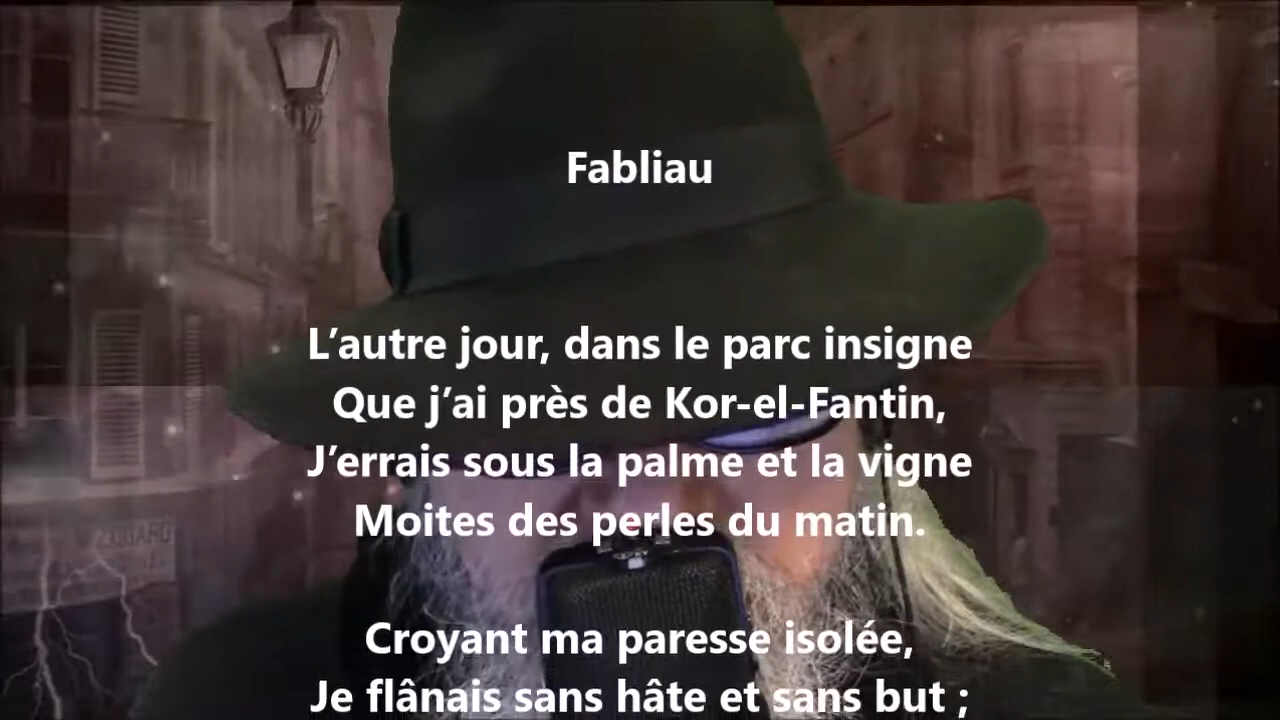 Fabliau
L’autre jour, dans le parc insigne
Que j’ai près de Kor-el-Fantin,
J’errais sous la palme et la vigne
Moites des perles du matin.
Croyant ma paresse isolée,
Je flânais sans hâte et sans but ;